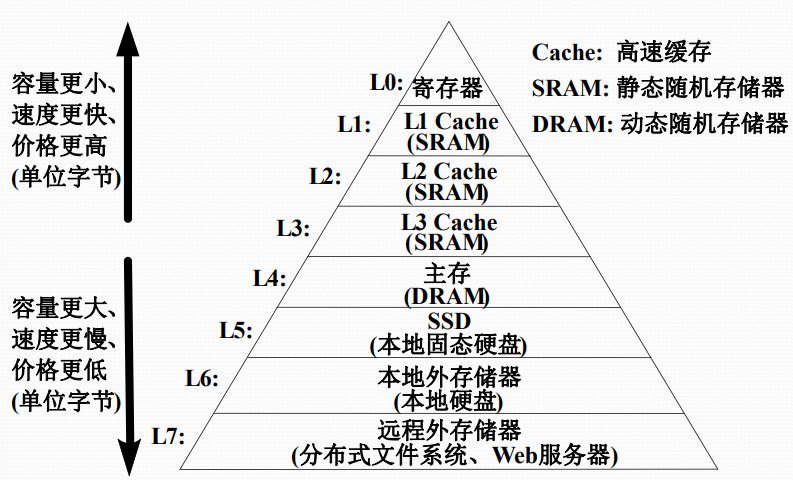 容量更小、
速度更快、
价格更高
(单位字节)
容量更大、
速度更慢、
价格更低
(单位字节)
Cache: 高速缓存
SRAM: 静态随机存储器
DRAM: 动态随机存储器
L0: 寄存器
L1: L1 Cache
(SRAM)
L2: L2 Cache
(SRAM)
L3: L3 Cache
(SRAM)
L4: 主存
(DRAM)
L5: SSD
(本地固态硬盘)
L6: 本地外存储器
(本地硬盘)
L7: 远程外存储器
(分布式文件系统、Web服务器)